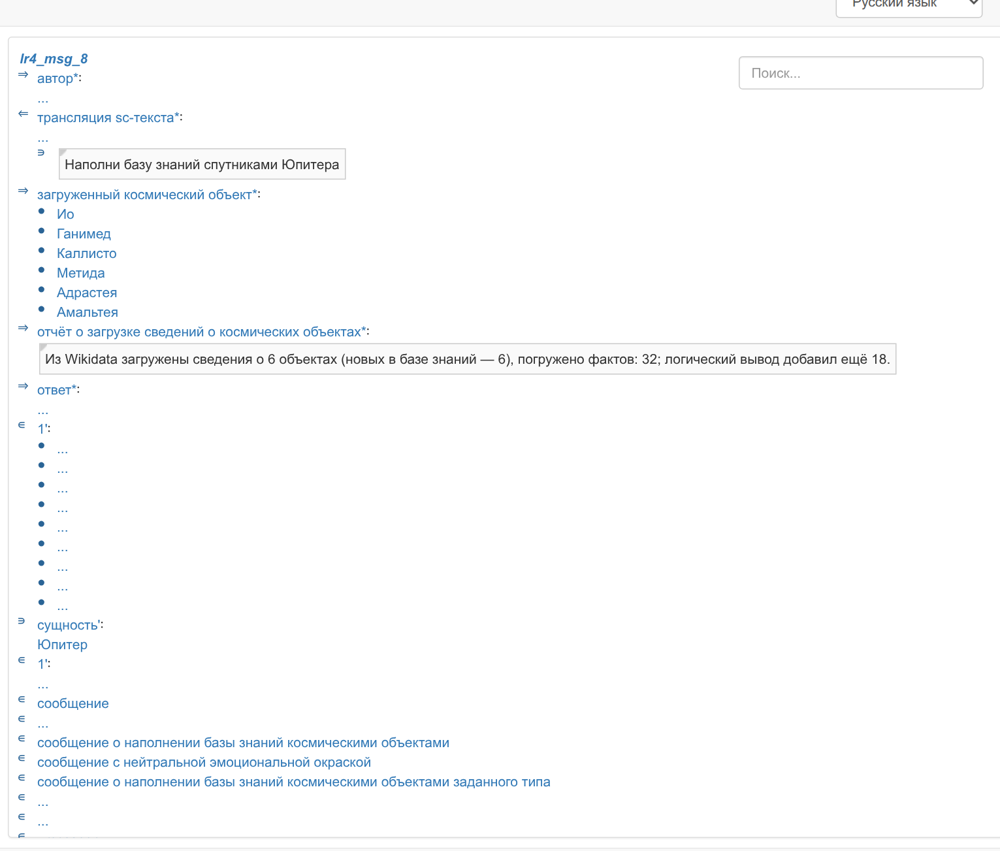 Русский язык
lr4_msg_8
⇒ автор*:
...
⇐ трансляция sc-текста*:
...
∋ Наполни базу знаний спутниками Юпитера
⇒ загруженный космический объект*:
• Ио
• Ганимед
• Каллисто
• Метида
• Адрастея
• Амальтея
⇒ отчёт о загрузке сведений о космических объектах*:
Из Wikidata загружены сведения о 6 объектах (новых в базе знаний — 6), погружено фактов: 32; логический вывод добавил ещё 18.
⇒ ответ*:
...
∈ 1':
• ...
• ...
• ...
• ...
• ...
• ...
• ...
• ...
• ...
∋ сущность':
Юпитер
∈ 1':
...
∈ сообщение
∈ ...
∈ сообщение о наполнении базы знаний космическими объектами
∈ сообщение с нейтральной эмоциональной окраской
∈ сообщение о наполнении базы знаний космическими объектами заданного типа
∈ ...
∈ ...
∈
Поиск...